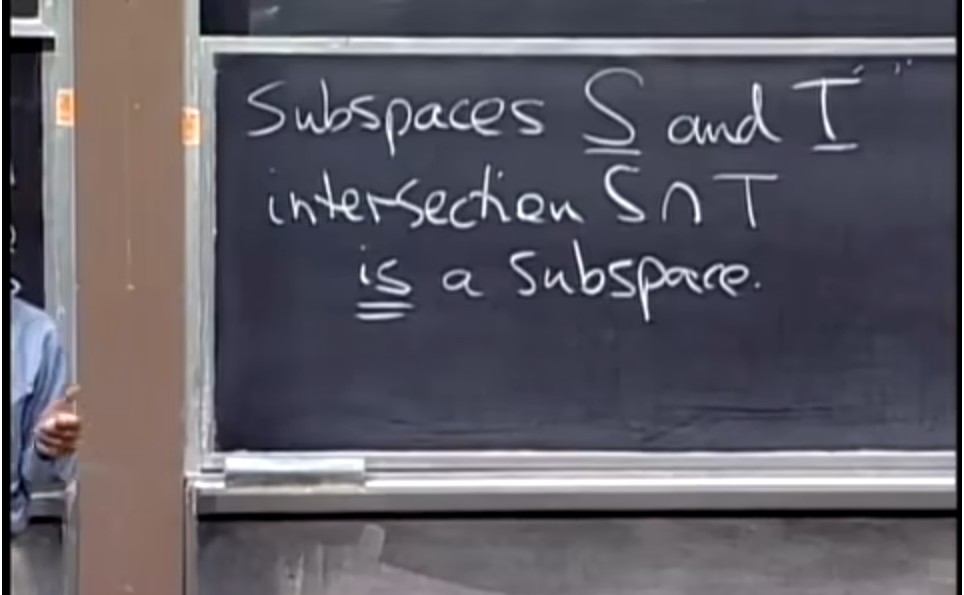 Subspaces S and T
intersection S ∩ T
is a subspace.